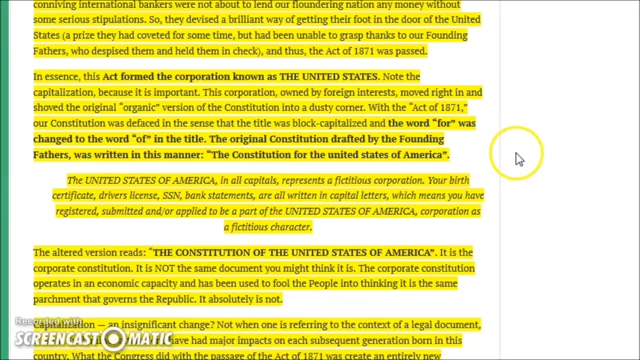 conniving international bankers were not about to lend our floundering nation any money without
some serious stipulations. So, they devised a brilliant way of getting their foot in the door of the United
States (a prize they had coveted for some time, but had been unable to grasp thanks to our Founding
Fathers, who despised them and held them in check), and thus, the Act of 1871 was passed.
In essence, this Act formed the corporation known as THE UNITED STATES. Note the
capitalization, because it is important. This corporation, owned by foreign interests, moved right in and
shoved the original “organic” version of the Constitution into a dusty corner. With the “Act of 1871,”
our Constitution was defaced in the sense that the title was block-capitalized and the word “for” was
changed to the word “of” in the title. The original Constitution drafted by the Founding
Fathers, was written in this manner: “The Constitution for the united states of America”.
The UNITED STATES OF AMERICA, in all capitals, represents a fictitious corporation. Your birth
certificate, drivers license, SSN, bank statements, are all written in capital letters, which means you have
registered, submitted and/or applied to be a part of the UNITED STATES OF AMERICA, corporation as
a fictitious character.
The altered version reads: “THE CONSTITUTION OF THE UNITED STATES OF AMERICA”. It is the
corporate constitution. It is NOT the same document you might think it is. The corporate constitution
operates in an economic capacity and has been used to fool the People into thinking it is the same
parchment that governs the Republic. It absolutely is not.
Capitalization — an insignificant change? Not when one is referring to the context of a legal document,
have had major impacts on each subsequent generation born in this
country. What the Congress did with the passage of the Act of 1871 was create an entirely new
Recorded with
SCREENCAST-O-MATIC